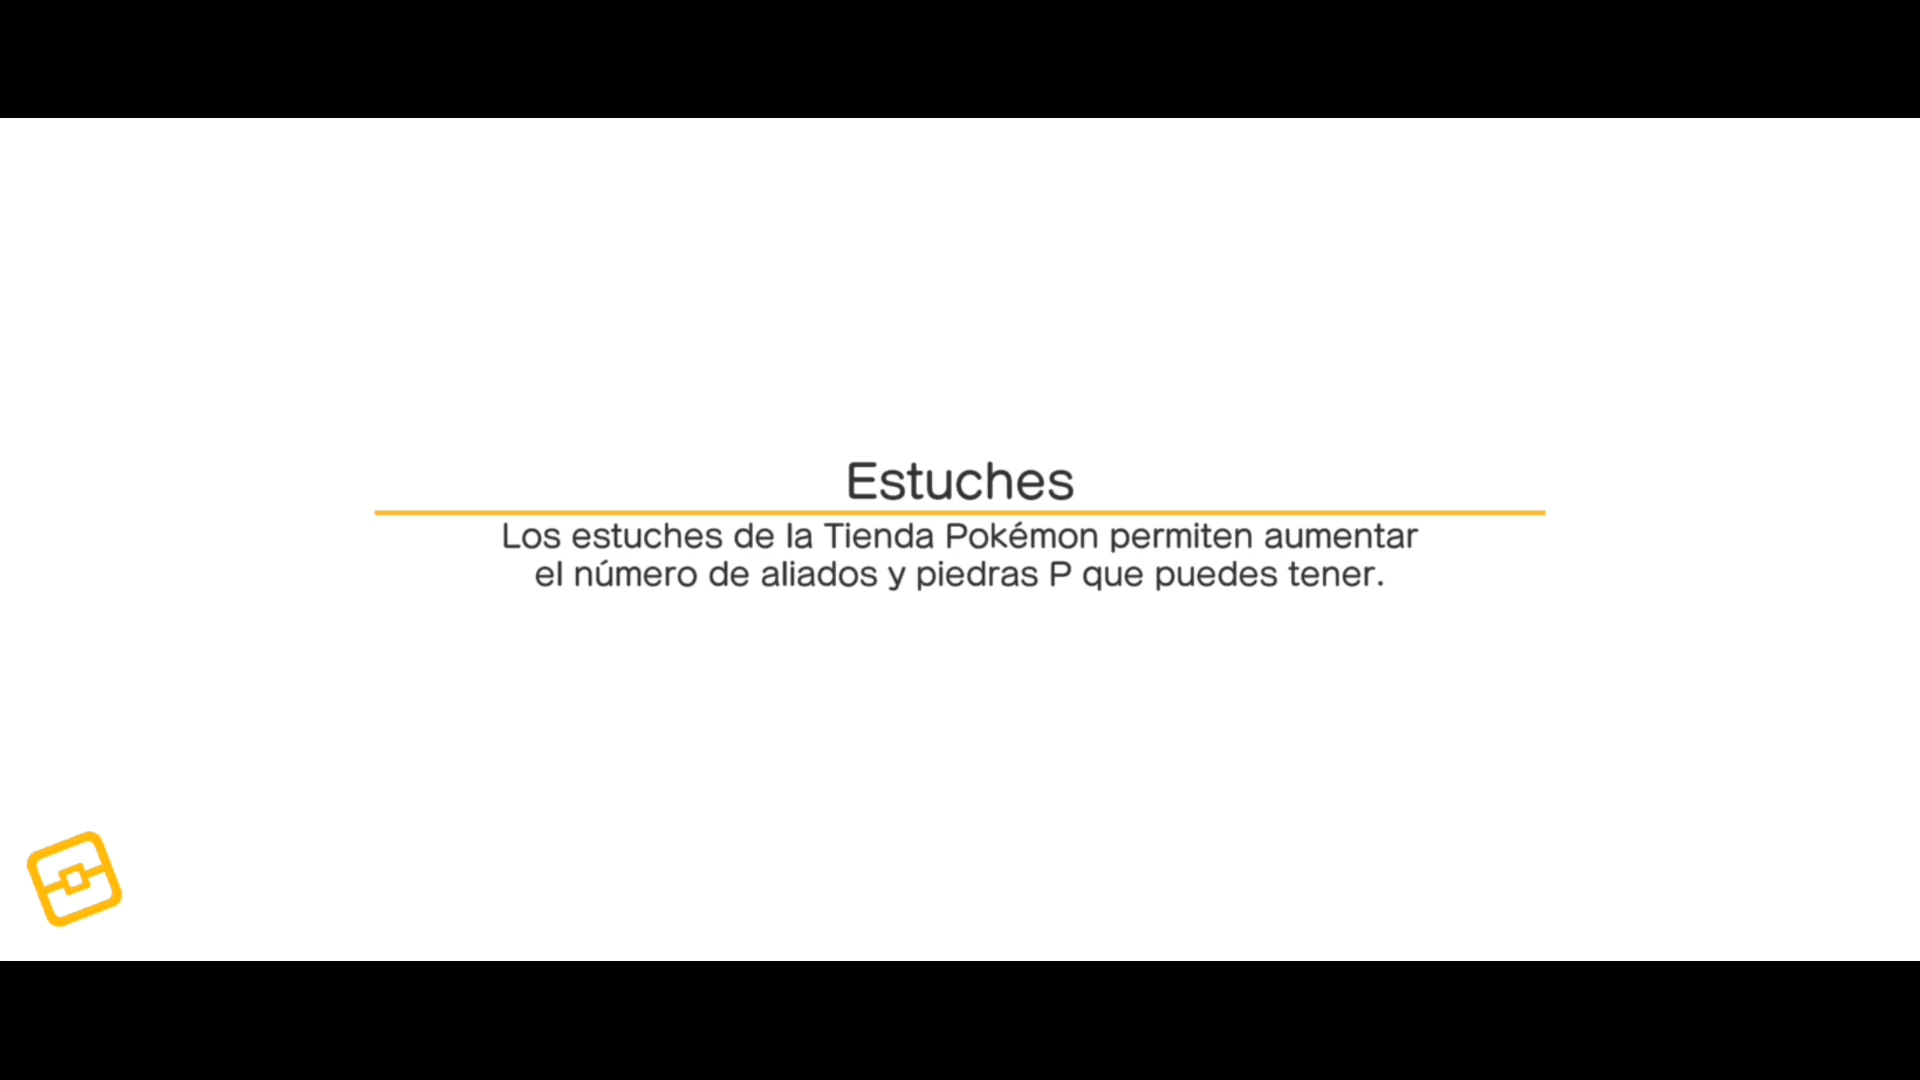 Estuches
Los estuches de la Tienda Pokémon permiten aumentar
el número de aliados y piedras P que puedes tener.